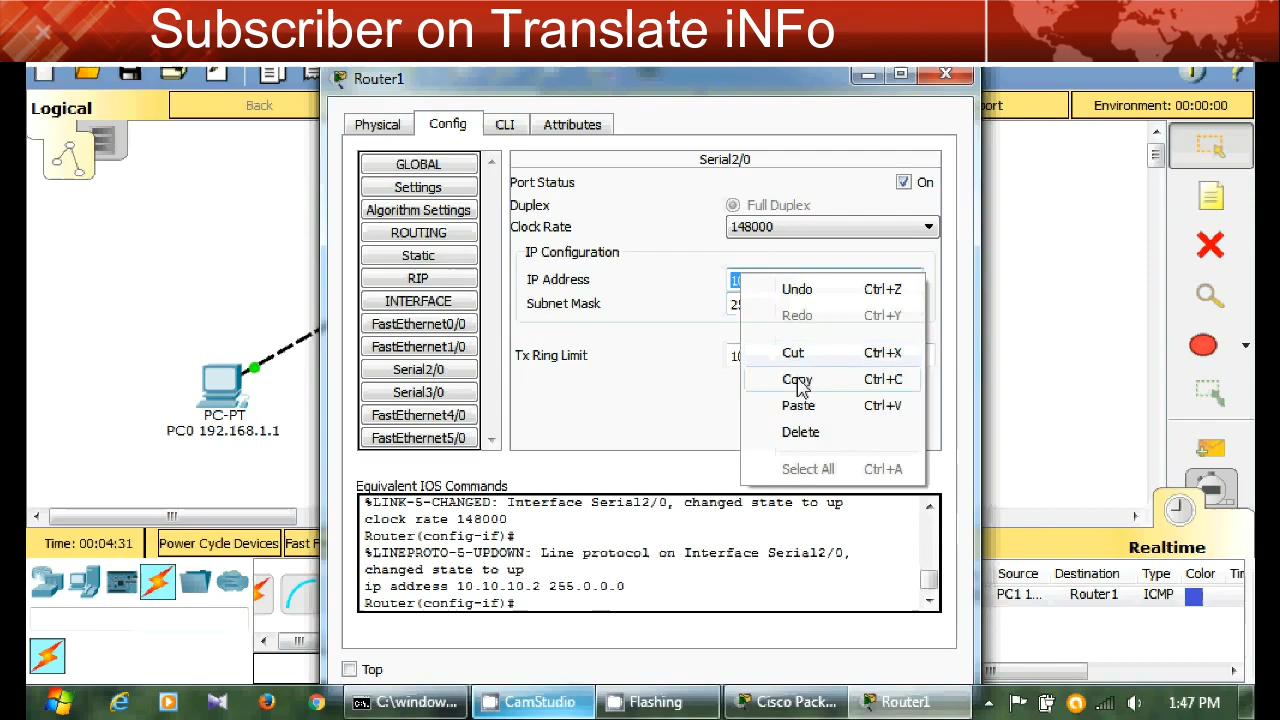 Subscriber on Translate iNFo
Router1
Logical
Back
ort
Environment: 00:00:00
Physical
Config
CLI
Attributes
GLOBAL
Settings
Algorithm Settings
ROUTING
Static
RIP
INTERFACE
FastEthernet0/0
FastEthernet1/0
Serial2/0
Serial3/0
FastEthernet4/0
FastEthernet5/0
Serial2/0
Port Status
On
Duplex
Full Duplex
Clock Rate
148000
IP Configuration
IP Address
10
Subnet Mask
25
Tx Ring Limit
10
Undo Ctrl+Z
Redo Ctrl+Y
Cut Ctrl+X
Copy Ctrl+C
Paste Ctrl+V
Delete
Select All Ctrl+A
PC-PT
PC0 192.168.1.1
Equivalent IOS Commands
%LINK-5-CHANGED: Interface Serial2/0, changed state to up
clock rate 148000
Router(config-if)#
%LINEPROTO-5-UPDOWN: Line protocol on Interface Serial2/0,
changed state to up
ip address 10.10.10.2 255.0.0.0
Router(config-if)#
Top
Time: 00:04:31
Power Cycle Devices
Fast F
Realtime
Source Destination Type Color Tin
PC1 1... Router1 ICMP
C:\window...
CamStudio
Flashing
Cisco Pack...
Router1
1:47 PM